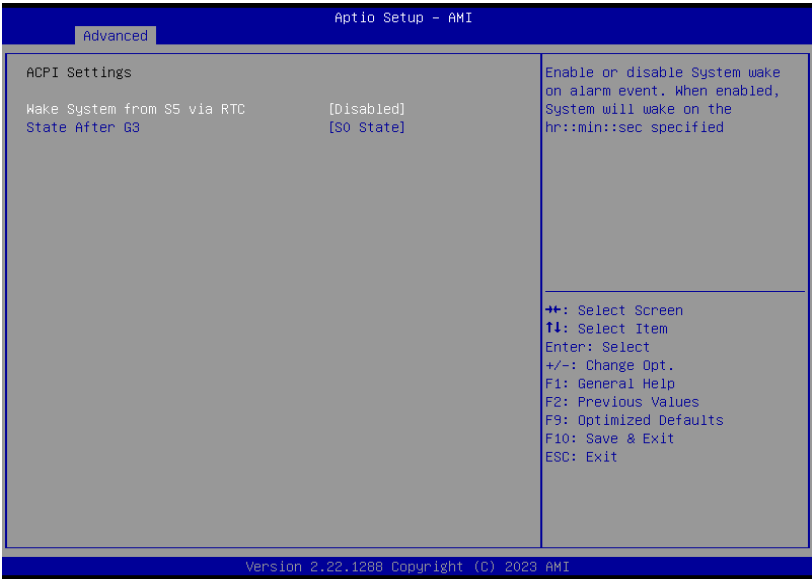 Aptio Setup – AMI
Advanced
ACPI Settings
Wake System from S5 via RTC [Disabled]
State After G3 [S0 State]
Enable or disable System wake
on alarm event. When enabled,
System will wake on the
hr::min::sec specified
→←: Select Screen
↑↓: Select Item
Enter: Select
+/-: Change Opt.
F1: General Help
F2: Previous Values
F9: Optimized Defaults
F10: Save & Exit
ESC: Exit
Version 2.22.1288 Copyright (C) 2023 AMI